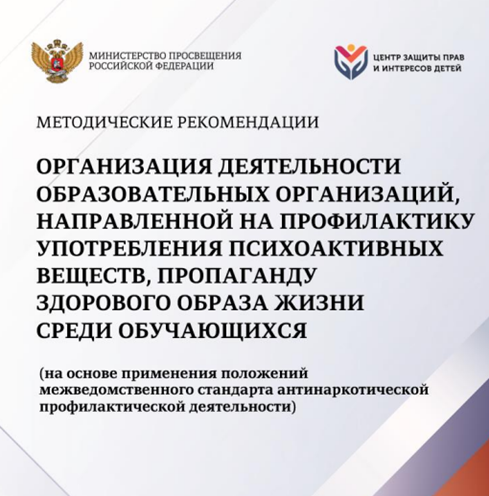 МИНИСТЕРСТВО ПРОСВЕЩЕНИЯ
РОССИЙСКОЙ ФЕДЕРАЦИИ
ЦЕНТР ЗАЩИТЫ ПРАВ
И ИНТЕРЕСОВ ДЕТЕЙ
МЕТОДИЧЕСКИЕ РЕКОМЕНДАЦИИ
ОРГАНИЗАЦИЯ ДЕЯТЕЛЬНОСТИ
ОБРАЗОВАТЕЛЬНЫХ ОРГАНИЗАЦИЙ,
НАПРАВЛЕННОЙ НА ПРОФИЛАКТИКУ
УПОТРЕБЛЕНИЯ ПСИХОАКТИВНЫХ
ВЕЩЕСТВ, ПРОПАГАНДУ
ЗДОРОВОГО ОБРАЗА ЖИЗНИ
СРЕДИ ОБУЧАЮЩИХСЯ
(на основе применения положений
межведомственного стандарта антинаркотической
профилактической деятельности)